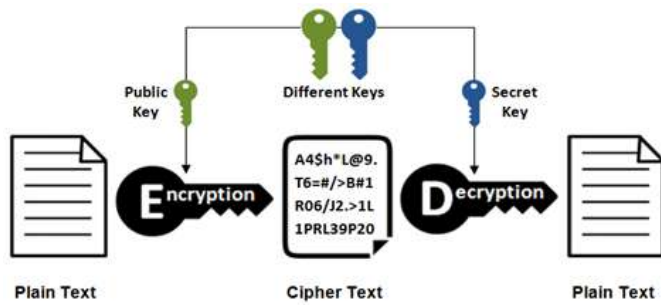 Public
Key
Different Keys
Secret
Key
Encryption
A4$h*L@9.
T6=#/>B#1
R06/J2.>1L
1PRL39P20
Decryption
Plain Text
Cipher Text
Plain Text